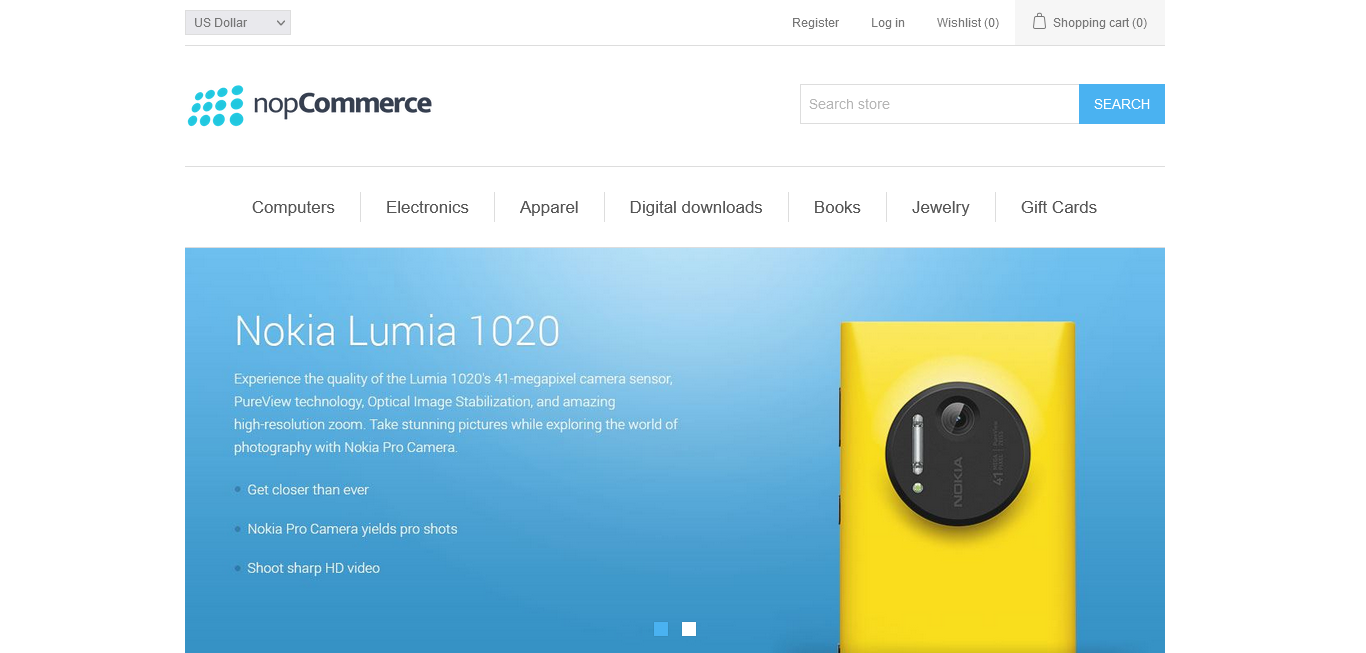 US Dollar
Register
Log in
Wishlist (0)
Shopping cart (0)
nopCommerce
Search store
SEARCH
Computers
Electronics
Apparel
Digital downloads
Books
Jewelry
Gift Cards
Nokia Lumia 1020
Experience the quality of the Lumia 1020's 41-megapixel camera sensor,
PureView technology, Optical Image Stabilization, and amazing
high-resolution zoom. Take stunning pictures while exploring the world of
photography with Nokia Pro Camera.
Get closer than ever
Nokia Pro Camera yields pro shots
Shoot sharp HD video
NOKIA
41